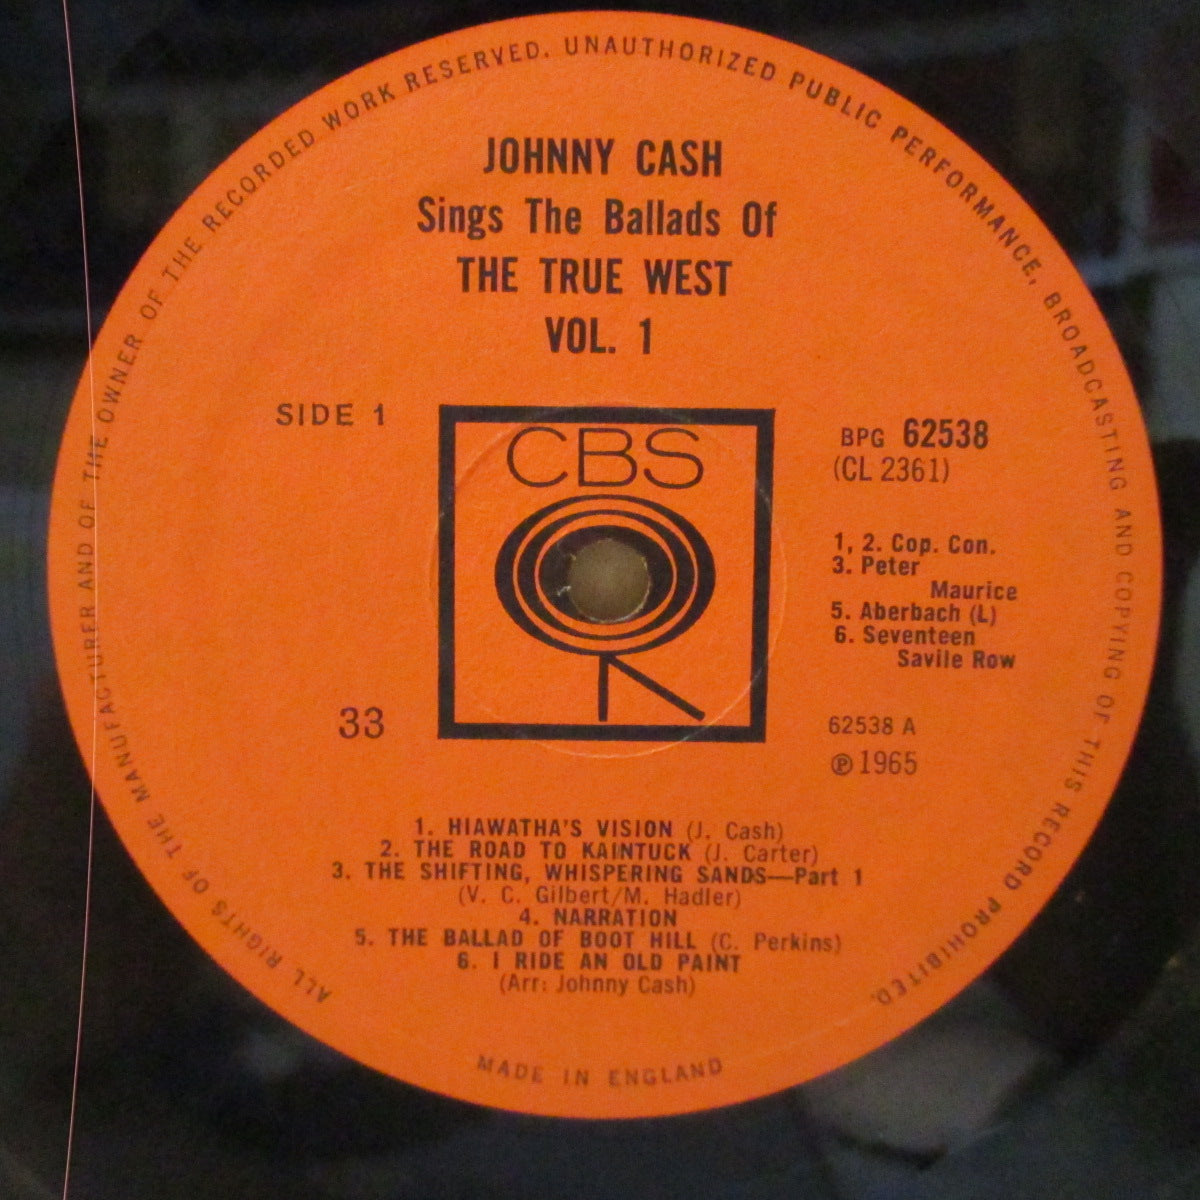 ALL RIGHTS OF THE MANUFACTURER AND OF THE OWNER OF THE RECORDED WORK RESERVED. UNAUTHORIZED PUBLIC PERFORMANCE, BROADCASTING AND COPYING OF THIS RECORD PROHIBITED.
JOHNNY CASH
Sings The Ballads Of
THE TRUE WEST
VOL. 1
SIDE 1
CBS
BPG 62538
(CL 2361)
1, 2. Cop. Con.
3. Peter
Maurice
5. Aberbach (L)
6. Seventeen
Savile Row
33
62538 A
℗ 1965
1. HIAWATHA'S VISION (J. Cash)
2. THE ROAD TO KAINTUCK (J. Carter)
3. THE SHIFTING, WHISPERING SANDS—Part 1
(V. C. Gilbert/M. Hadler)
4. NARRATION
5. THE BALLAD OF BOOT HILL (C. Perkins)
6. I RIDE AN OLD PAINT
(Arr: Johnny Cash)
MADE IN ENGLAND